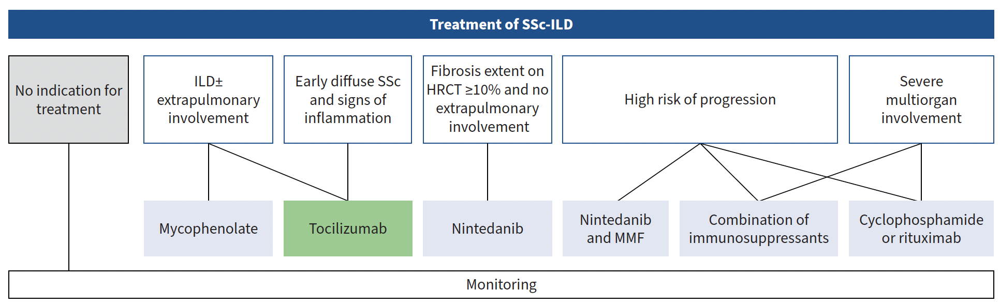 Treatment of SSc-ILD
No indication for
treatment
ILD±
extrapulmonary
involvement
Early diffuse SSc
and signs of
inflammation
Fibrosis extent on
HRCT ≥10% and no
extrapulmonary
involvement
High risk of progression
Severe
multiorgan
involvement
Mycophenolate
Tocilizumab
Nintedanib
Nintedanib
and MMF
Combination of
immunosuppressants
Cyclophosphamide
or rituximab
Monitoring